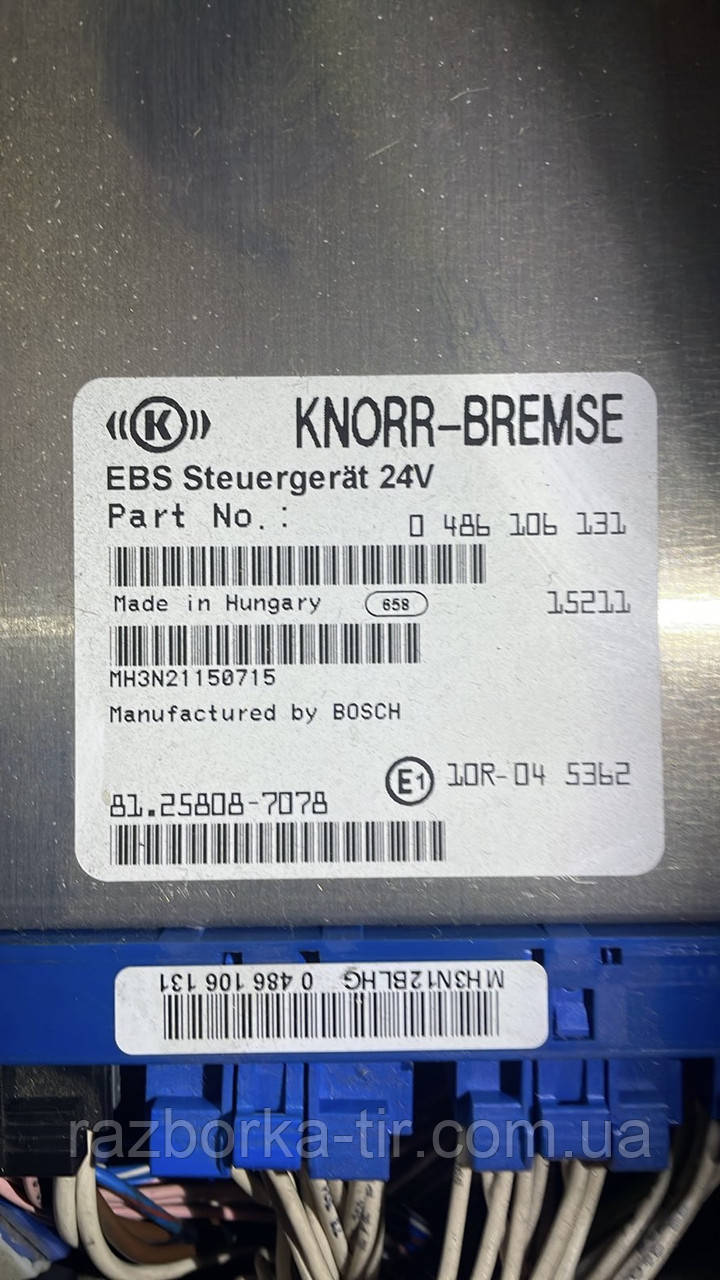 K KNORR-BREMSE
EBS Steuergerät 24V
Part No.: 0 486 106 131
Made in Hungary 658 15211
MH3N21150715
Manufactured by BOSCH
E1 10R-04 5362
81.25808-7078
MH3N12BLHG 0 486 106 131
razborka-tir.com.ua